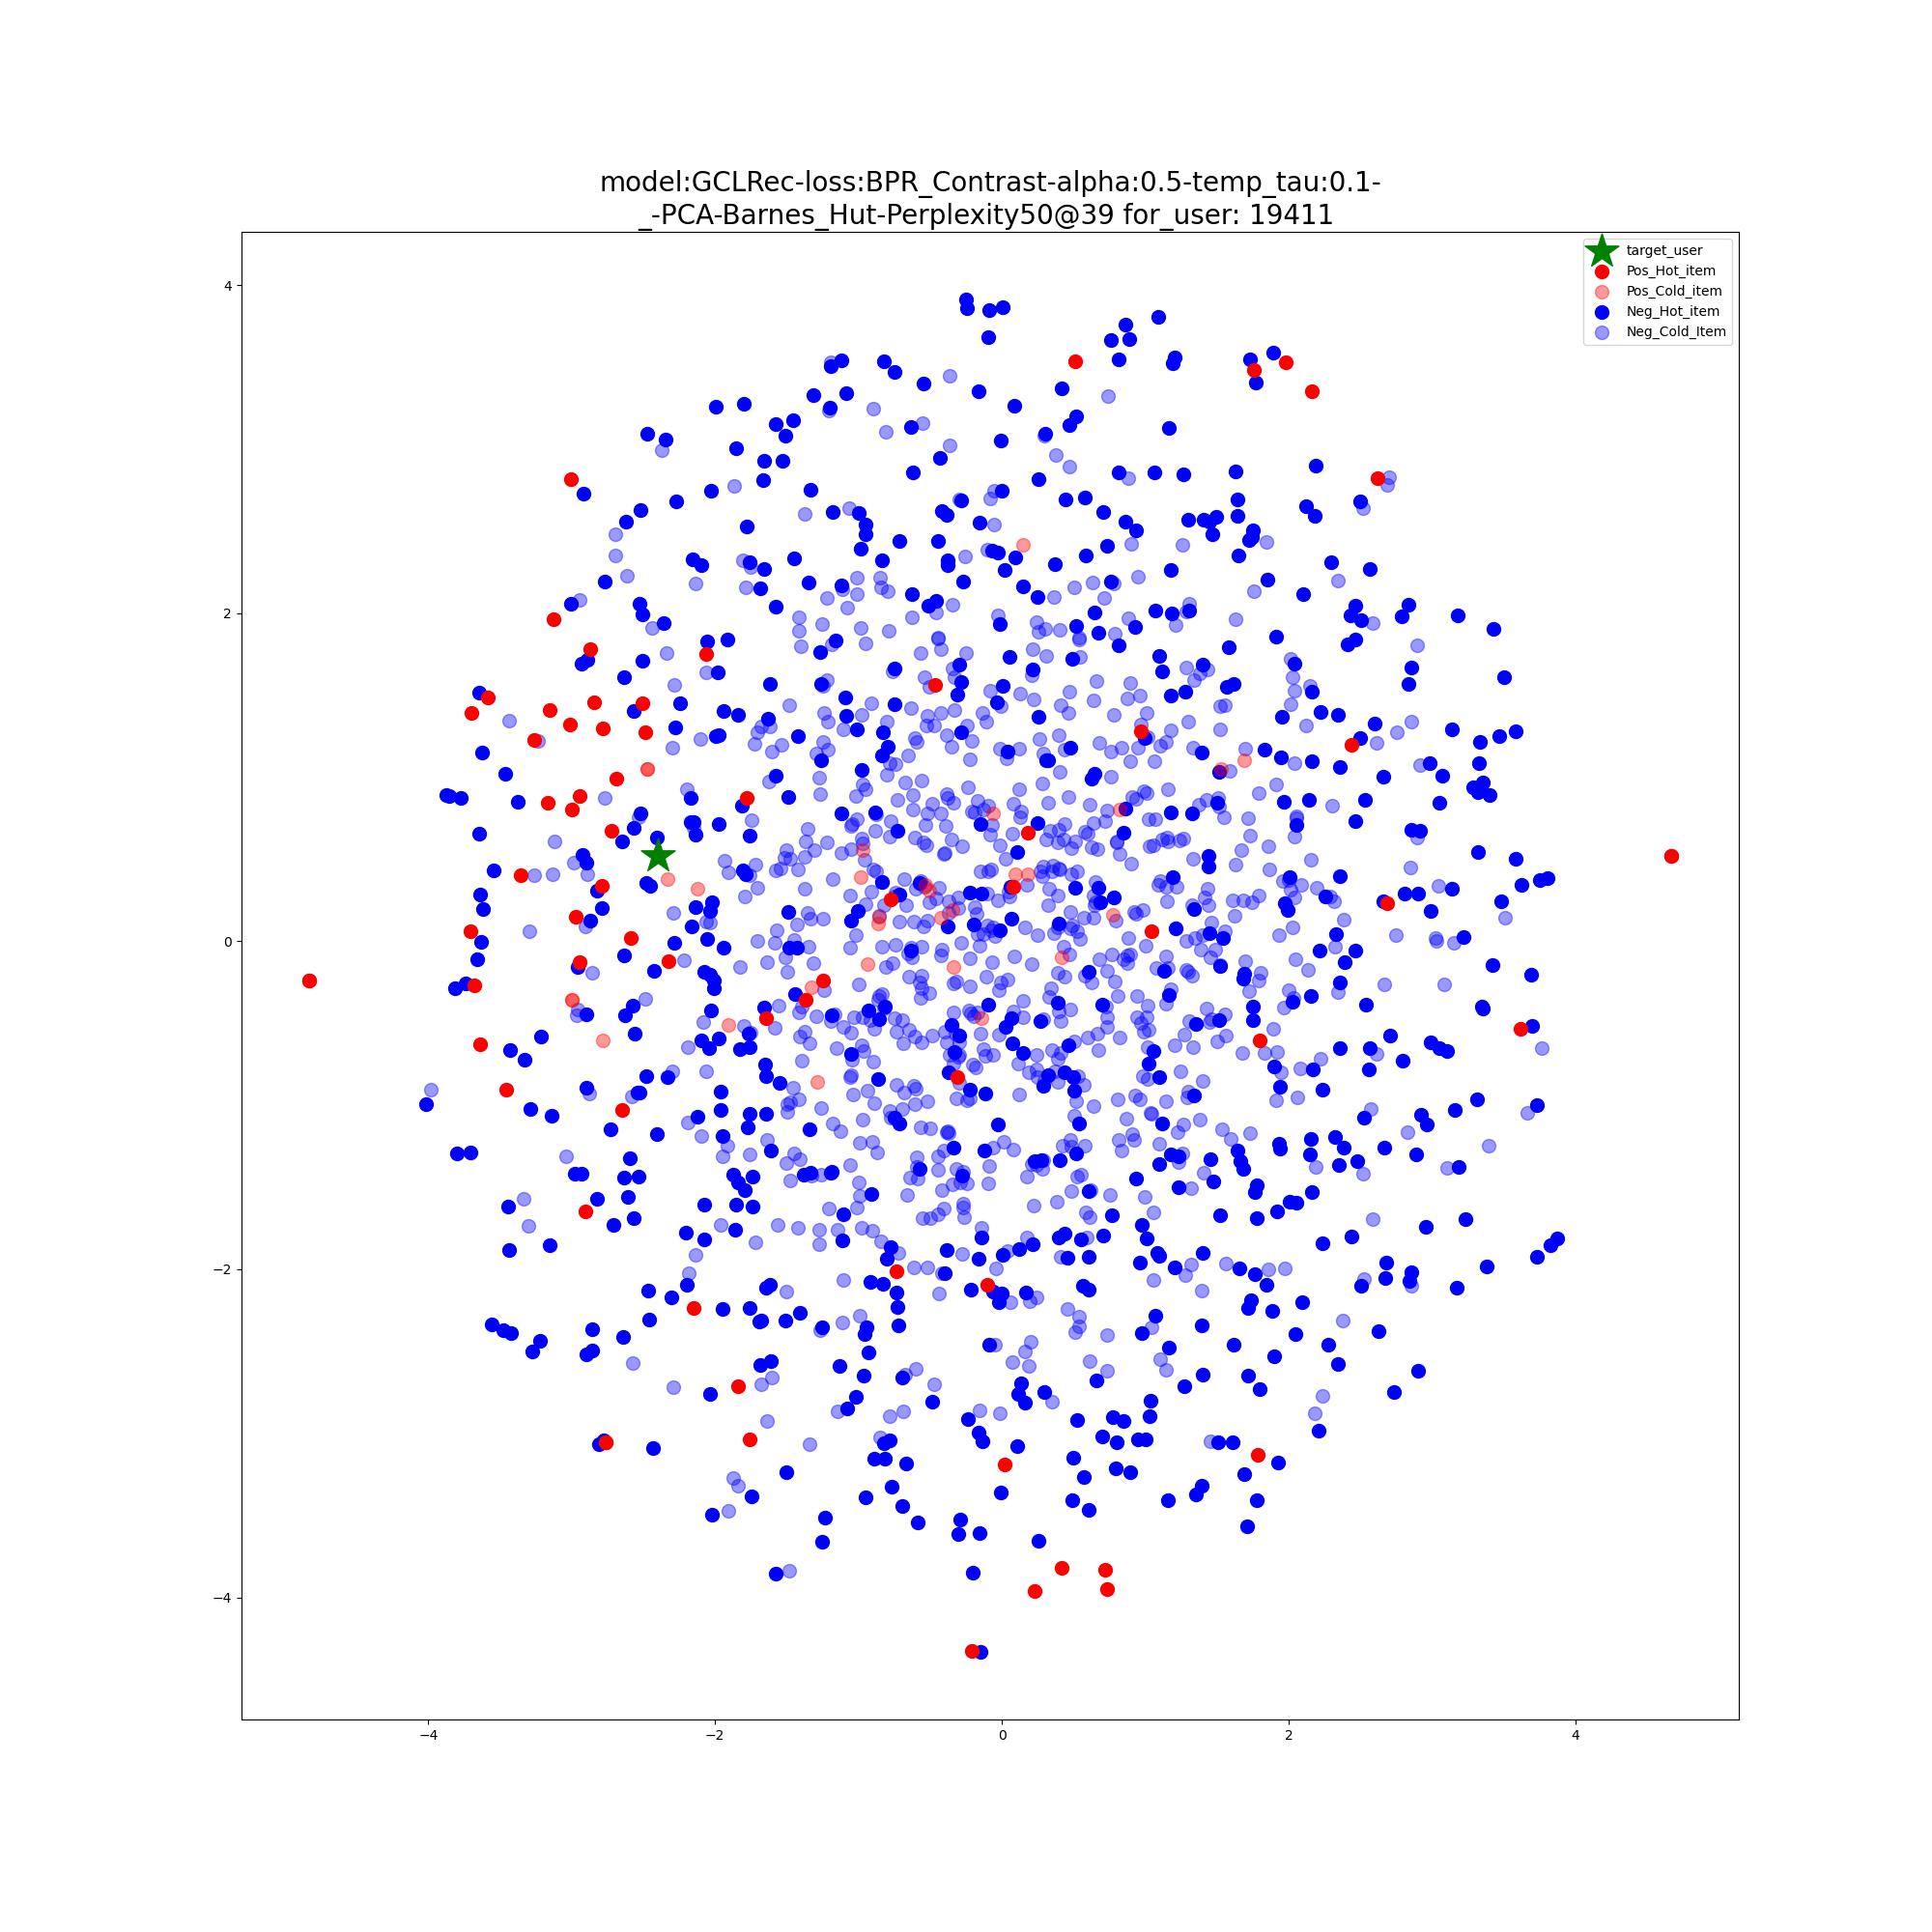 model:GCLRec-loss:BPR_Contrast-alpha:0.5-temp_tau:0.1-
_-PCA-Barnes_Hut-Perplexity50@39 for_user: 19411
target_user
Pos_Hot_item
Pos_Cold_item
Neg_Hot_item
Neg_Cold_Item
4
2
0
−2
−4
−4
−2
0
2
4